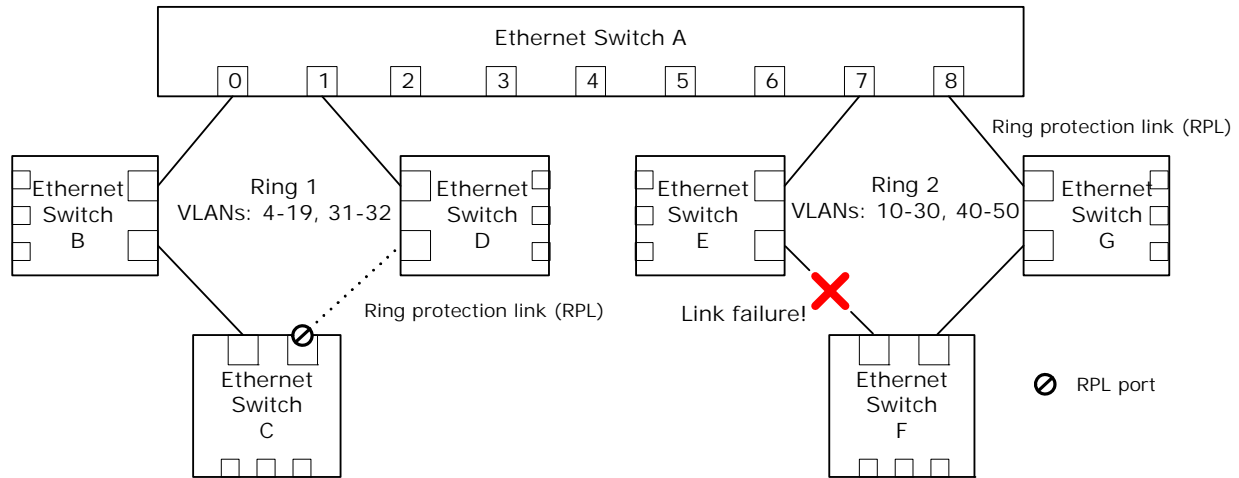 Ethernet Switch A
0 1 2 3 4 5 6 7 8
Ring protection link (RPL)
Ethernet
Switch
B
Ring 1
VLANs: 4-19, 31-32
Ethernet
Switch
D
Ethernet
Switch
E
Ring 2
VLANs: 10-30, 40-50
Ethernet
Switch
G
Ring protection link (RPL)
Link failure!
Ethernet
Switch
C
Ethernet
Switch
F
RPL port